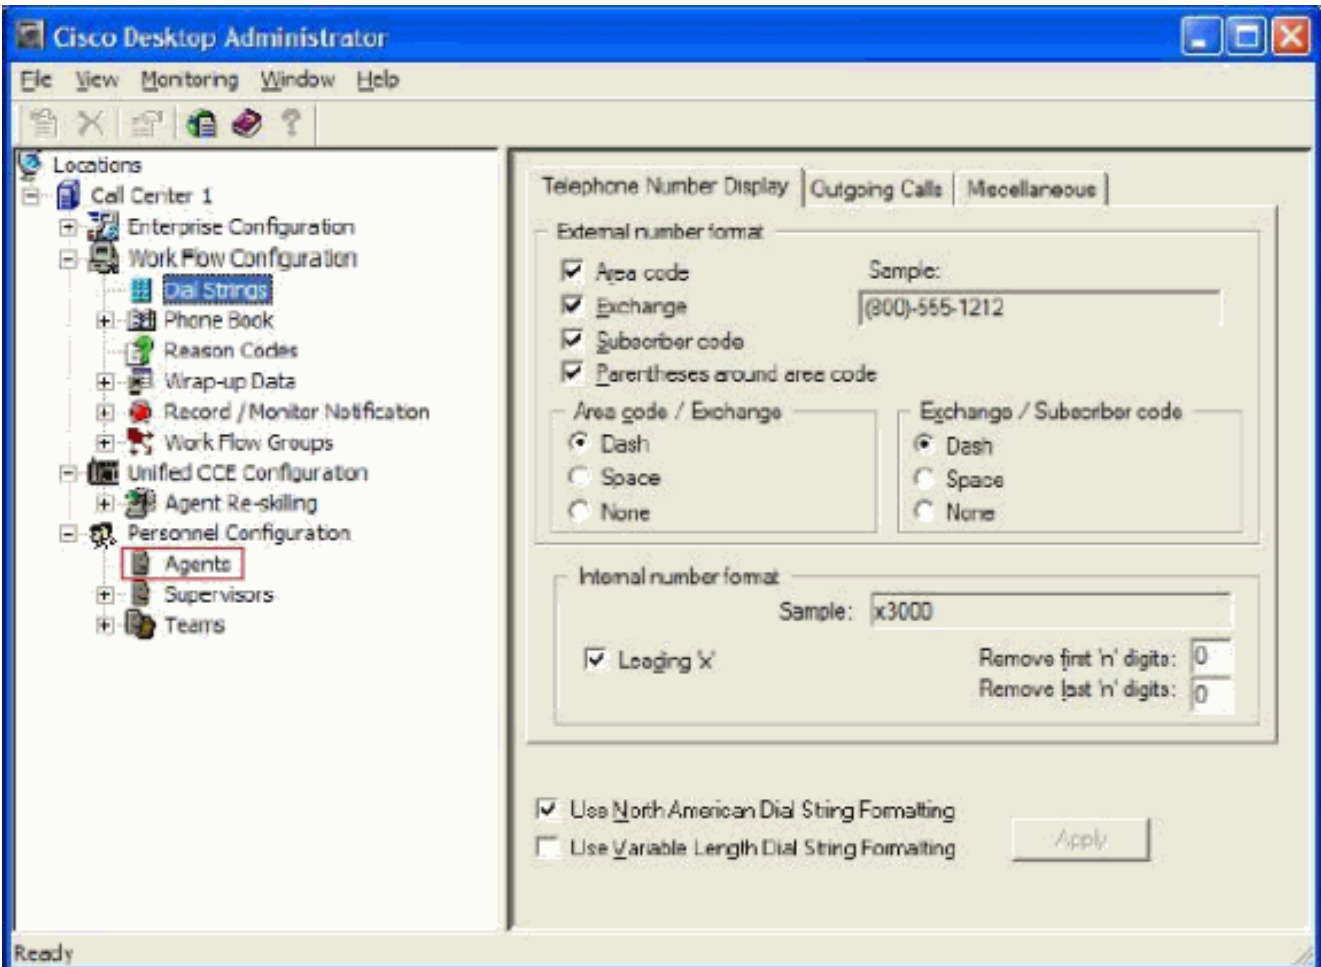 Cisco Desktop Administrator
File View Monitoring Window Help
Locations
Call Center 1
Enterprise Configuration
Work Flow Configuration
Dial Strings
Phone Book
Reason Codes
Wrap-up Data
Record / Monitor Notification
Work Flow Groups
Unified CCE Configuration
Agent Re-skilling
Personnel Configuration
Agents
Supervisors
Teams
Telephone Number Display Outgoing Calls Miscellaneous
External number format
Area code Sample:
Exchange (800)-555-1212
Subscriber code
Parentheses around area code
Area code / Exchange Exchange / Subscriber code
Dash Dash
Space Space
None None
Internal number format
Sample: x3000
Leading 'x' Remove first 'n' digits: 0
Remove last 'n' digits: 0
Use North American Dial String Formatting
Use Variable Length Dial String Formatting
Apply
Ready